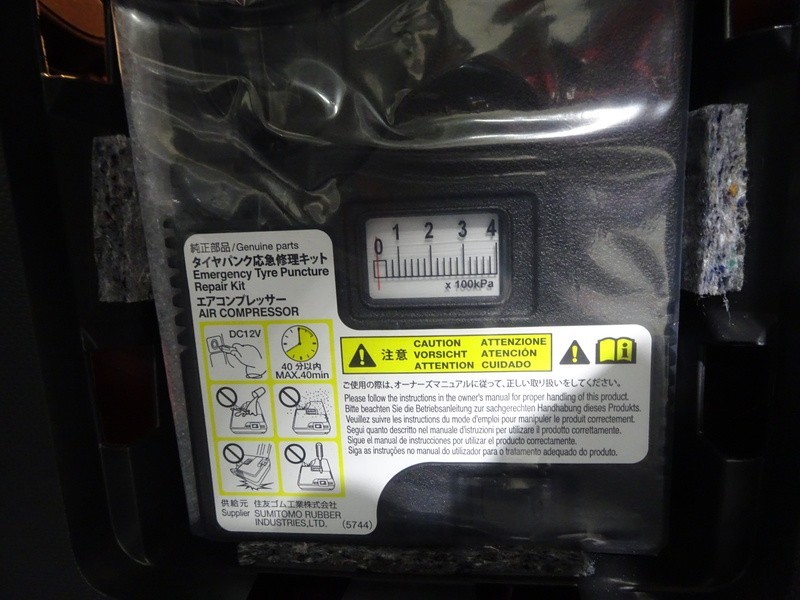 0 1 2 3 4
x 100kPa
純正部品/Genuine parts
タイヤパンク応急修理キット
Emergency Tyre Puncture
Repair Kit
エアコンプレッサー
AIR COMPRESSOR
DC12V
40分以内
MAX.40min
注意
CAUTION ATTENZIONE
VORSICHT ATENCIÓN
ATTENTION CUIDADO
ご使用の際は、オーナーズマニュアルに従って、正しい取り扱いをしてください。
Please follow the instructions in the owner's manual for proper handling of this product.
Bitte beachten Sie die Betriebsanleitung zur sachgerechten Handhabung dieses Produkts.
Veuillez suivre les instructions du mode d'emploi pour manipuler le produit correctement.
Segui quanto descritto nel manuale d'istruzioni per utilizzare il prodotto correttamente.
Sigue el manual de instrucciones por utilizar el producto correctamente.
Siga as instruções no manual do utilizador para o tratamento adequado do produto.
供給元 住友ゴム工業株式会社
Supplier SUMITOMO RUBBER
INDUSTRIES,LTD. (5744)